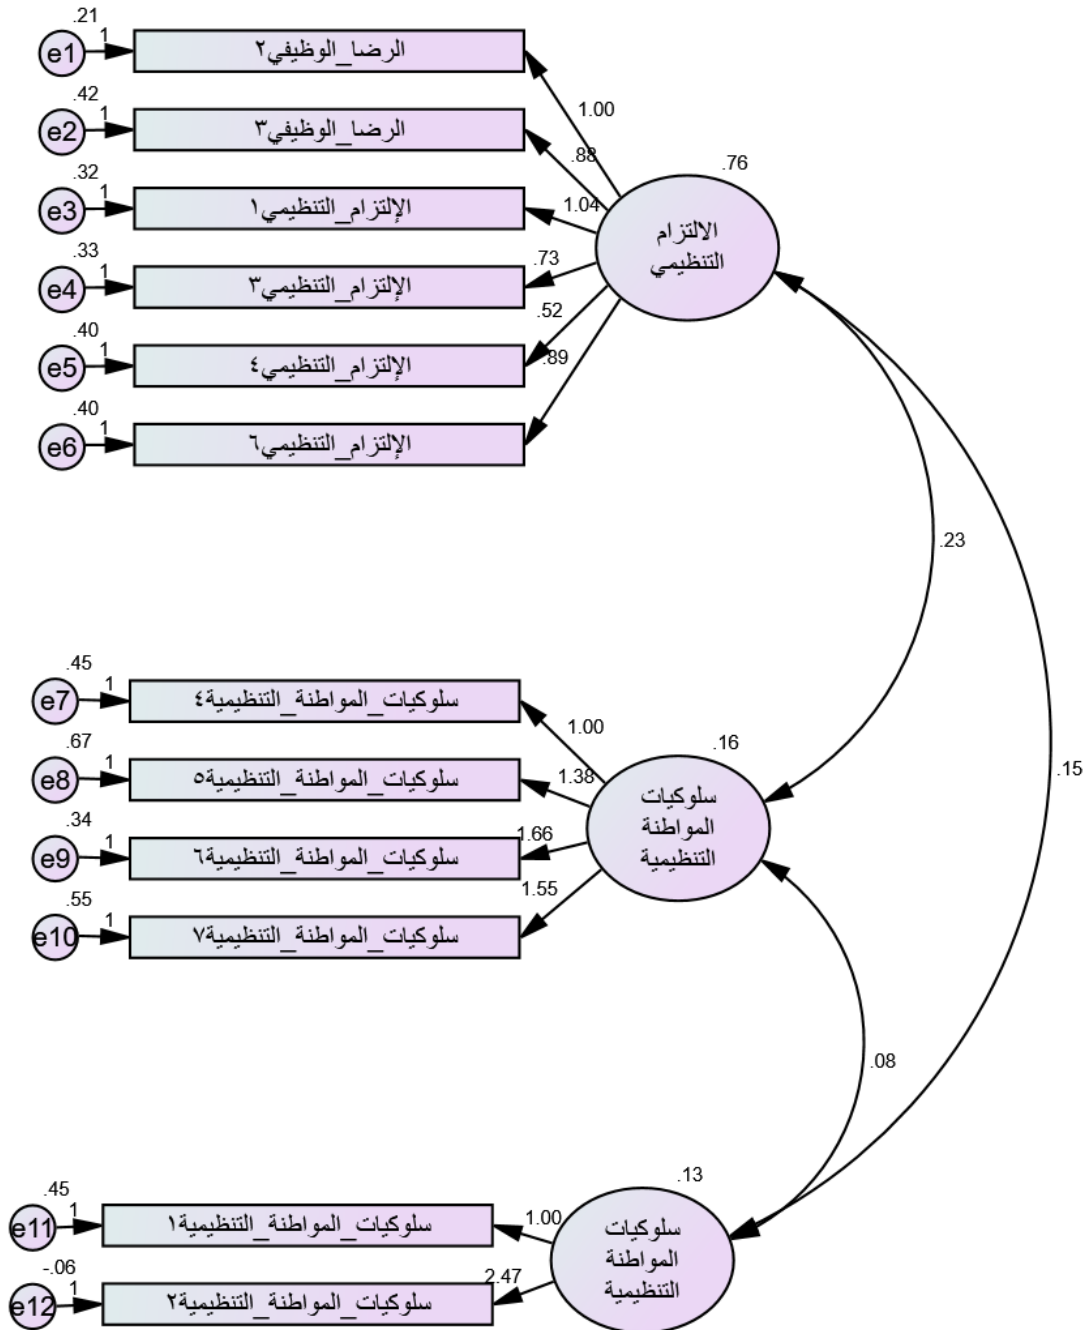 .21
1
e1
الرضا_الوظيفي٢
1.00
.42
1
e2
الرضا_الوظيفي٣
.88
.32
1
e3
الإلتزام_التنظيمي١
1.04
.33
1
e4
الإلتزام_التنظيمي٣
.73
.40
1
e5
الإلتزام_التنظيمي٤
.52
.40
1
e6
الإلتزام_التنظيمي٦
.89
.76
الالتزام
التنظيمي
.23
.15
.45
1
e7
سلوكيات_المواطنة_التنظيمية٤
1.00
.67
1
e8
سلوكيات_المواطنة_التنظيمية٥
1.38
.34
1
e9
سلوكيات_المواطنة_التنظيمية٦
1.66
.55
1
e10
سلوكيات_المواطنة_التنظيمية٧
1.55
.16
سلوكيات
المواطنة
التنظيمية
.08
.45
1
e11
سلوكيات_المواطنة_التنظيمية١
1.00
-.06
1
e12
سلوكيات_المواطنة_التنظيمية٢
2.47
.13
سلوكيات
المواطنة
التنظيمية